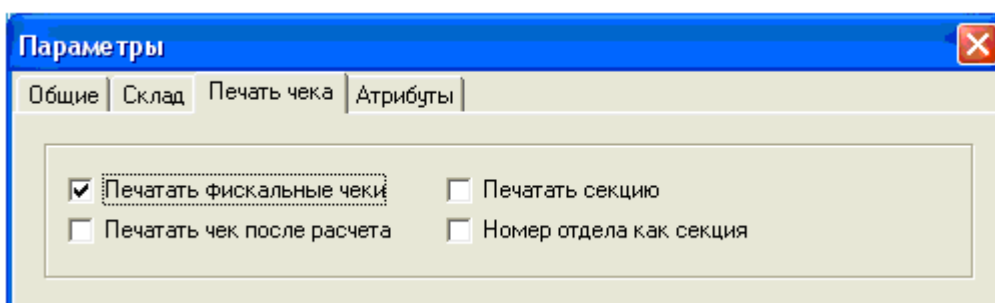 Параметры
Общие Склад Печать чека Атрибуты
Печатать фискальные чеки Печатать секцию
Печатать чек после расчета Номер отдела как секция